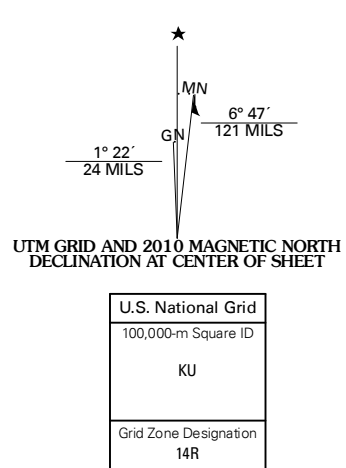 ★
MN
6° 47´
121 MILS
GN
1° 22´
24 MILS
UTM GRID AND 2010 MAGNETIC NORTH
DECLINATION AT CENTER OF SHEET
U.S. National Grid
100,000-m Square ID
KU
Grid Zone Designation
14R